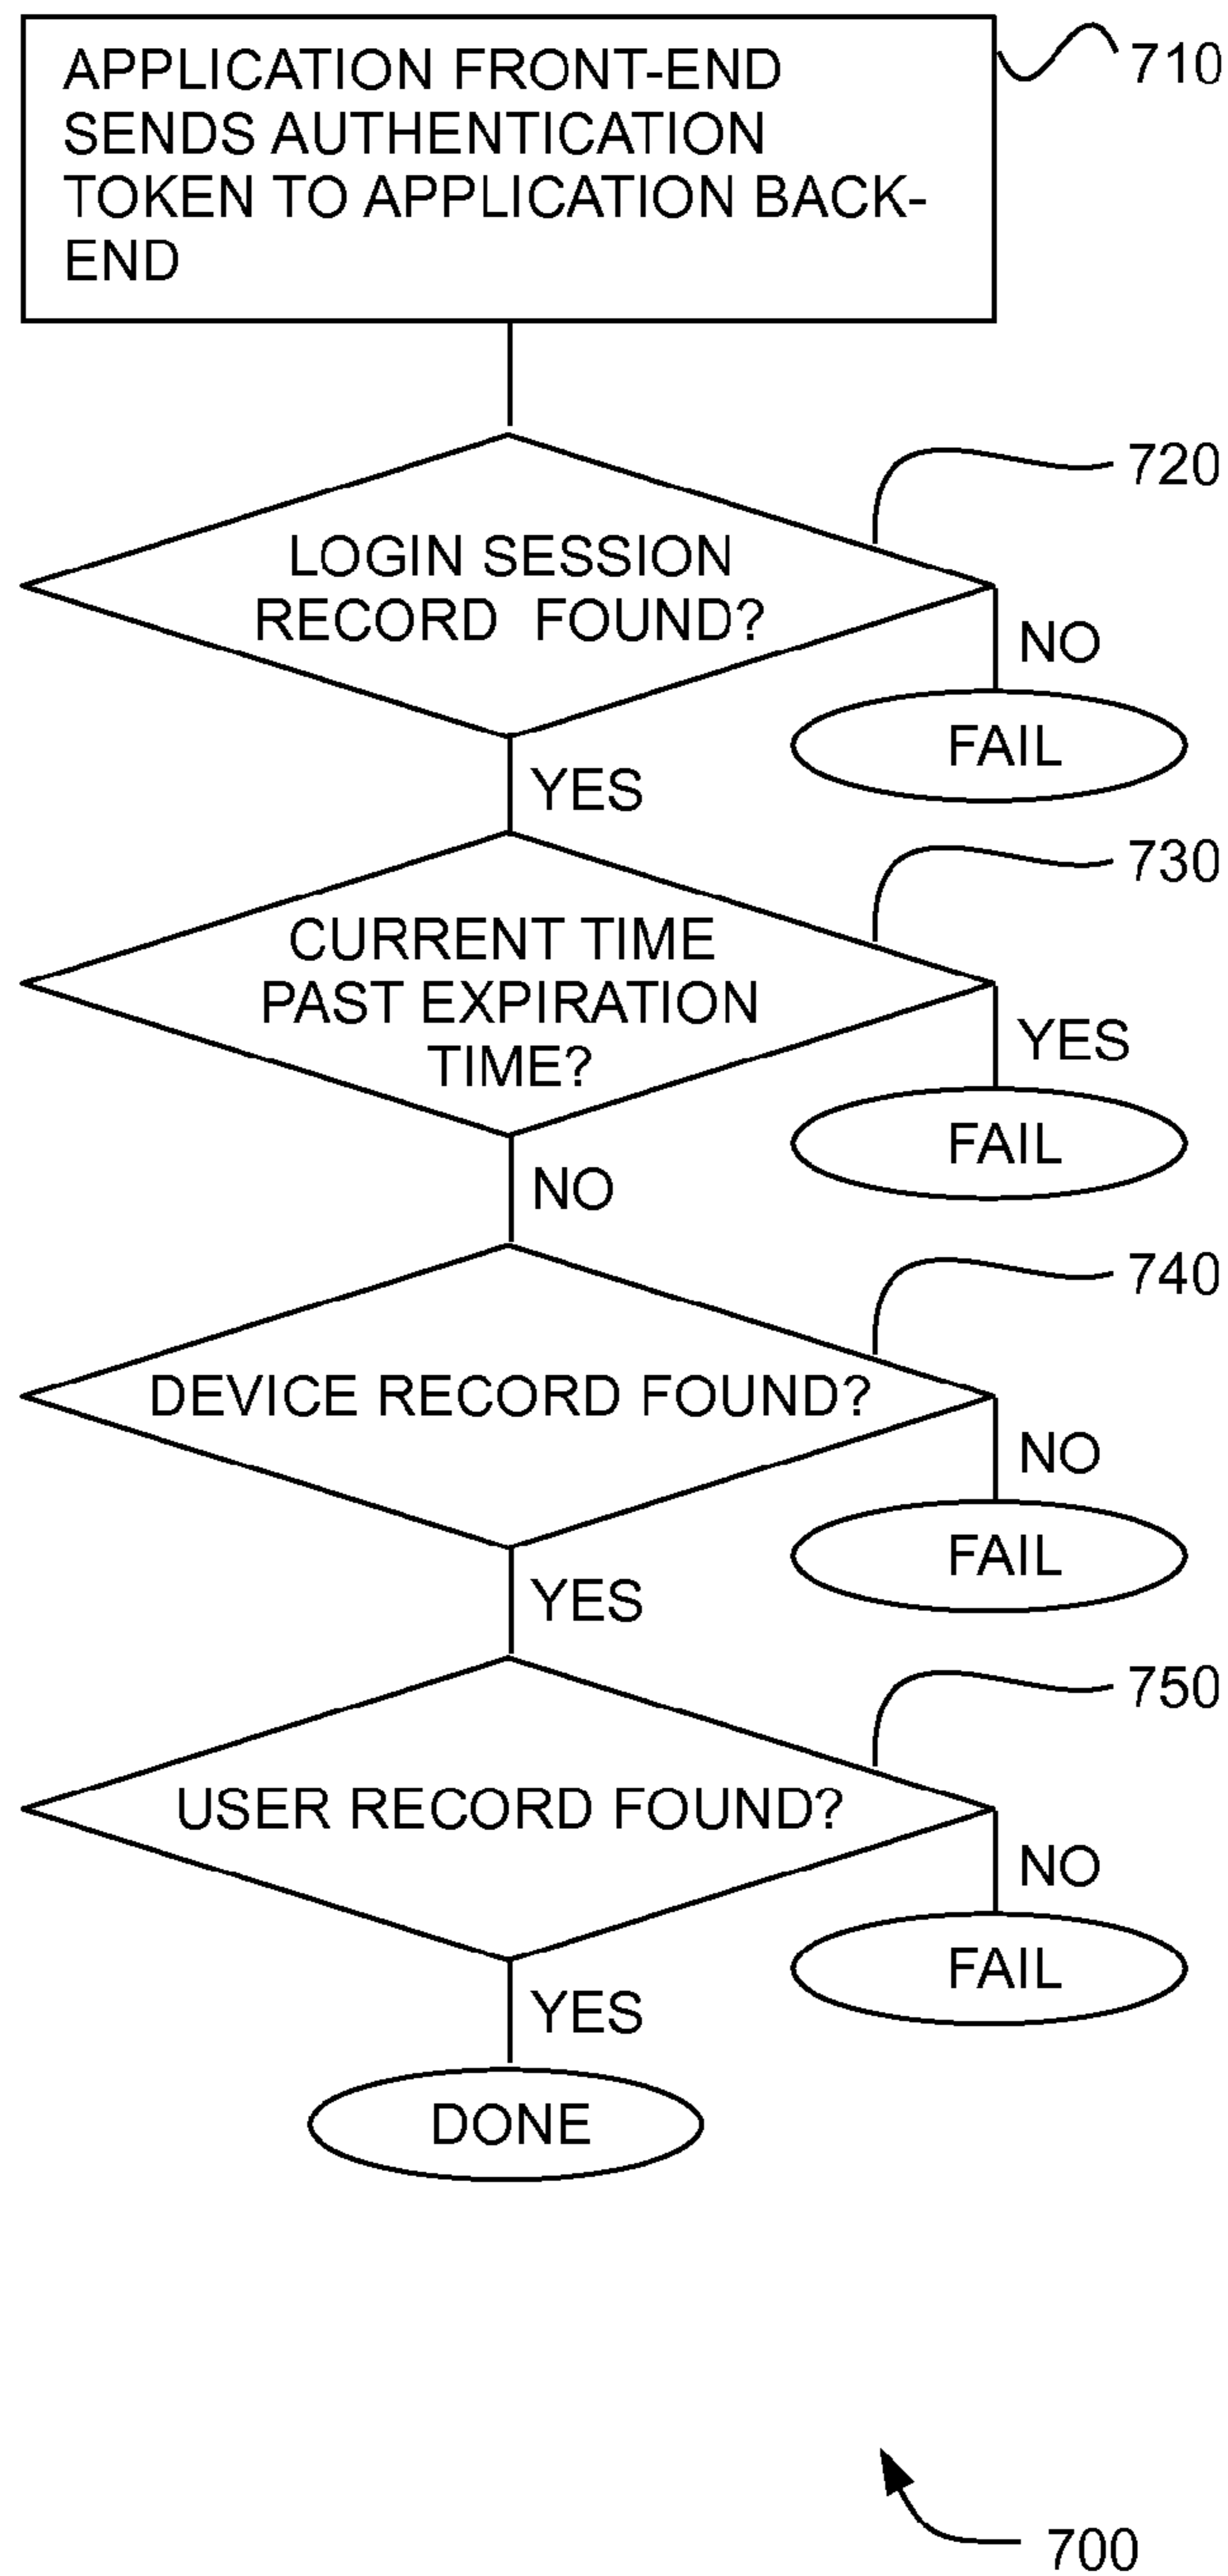 APPLICATION FRONT-END
SENDS AUTHENTICATION
TOKEN TO APPLICATION BACK-
END
710
720
LOGIN SESSION
RECORD FOUND?
NO
FAIL
YES
730
CURRENT TIME
PAST EXPIRATION
TIME?
YES
FAIL
NO
740
DEVICE RECORD FOUND?
NO
FAIL
YES
750
USER RECORD FOUND?
NO
FAIL
YES
DONE
700